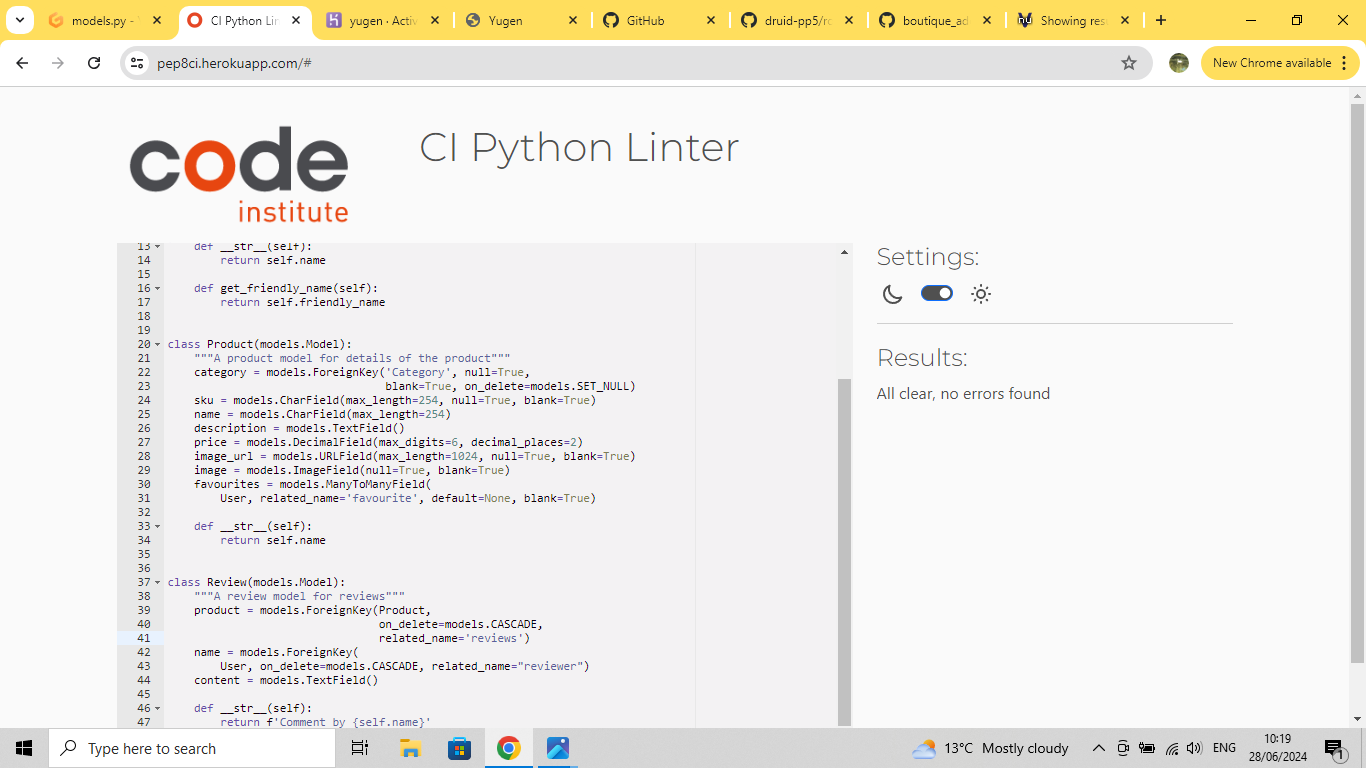 models.py -
CI Python Lin
yugen · Activ
Yugen
GitHub
druid-pp5/ro
boutique_ad
Showing resu
pep8ci.herokuapp.com/#
New Chrome available
code
institute
CI Python Linter
13 def __str__(self):
14 return self.name
15
16 def get_friendly_name(self):
17 return self.friendly_name
18
19
20 class Product(models.Model):
21 """A product model for details of the product"""
22 category = models.ForeignKey('Category', null=True,
23 blank=True, on_delete=models.SET_NULL)
24 sku = models.CharField(max_length=254, null=True, blank=True)
25 name = models.CharField(max_length=254)
26 description = models.TextField()
27 price = models.DecimalField(max_digits=6, decimal_places=2)
28 image_url = models.URLField(max_length=1024, null=True, blank=True)
29 image = models.ImageField(null=True, blank=True)
30 favourites = models.ManyToManyField(
31 User, related_name='favourite', default=None, blank=True)
32
33 def __str__(self):
34 return self.name
35
36
37 class Review(models.Model):
38 """A review model for reviews"""
39 product = models.ForeignKey(Product,
40 on_delete=models.CASCADE,
41 related_name='reviews')
42 name = models.ForeignKey(
43 User, on_delete=models.CASCADE, related_name="reviewer")
44 content = models.TextField()
45
46 def __str__(self):
47 return f'Comment by {self.name}'
Settings:
Results:
All clear, no errors found
Type here to search
13°C Mostly cloudy
ENG
10:19
28/06/2024
1